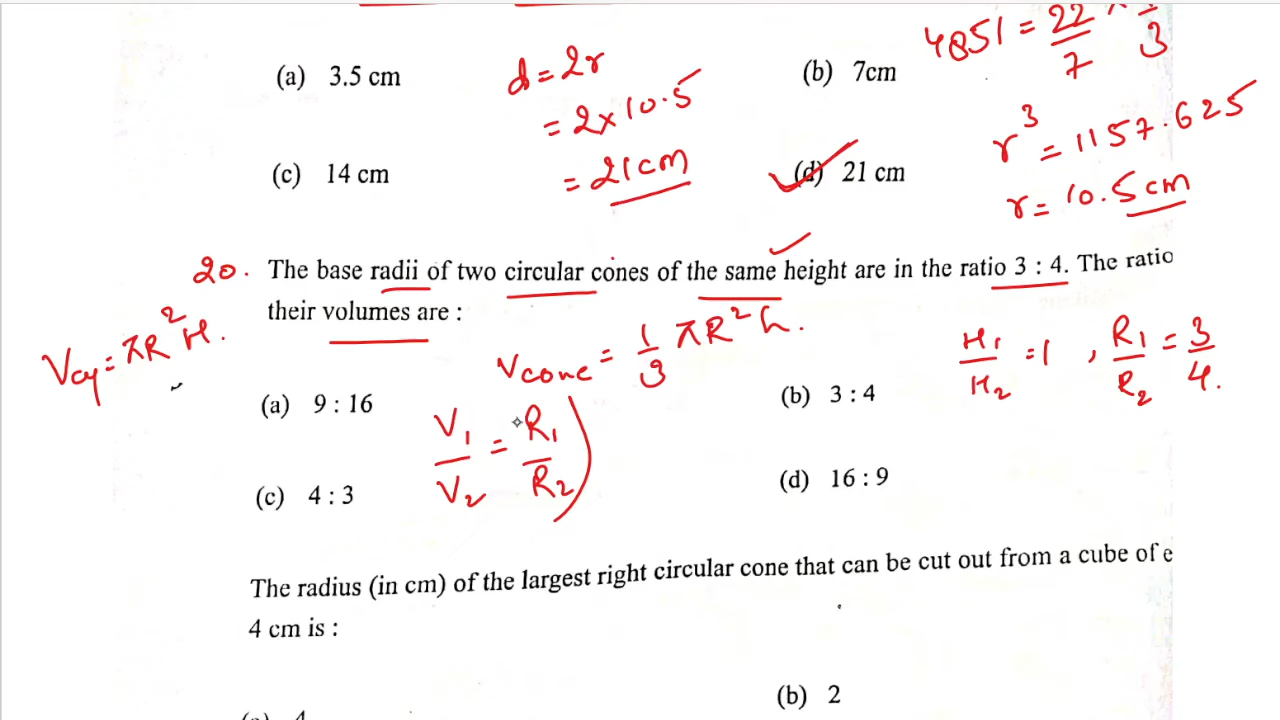 4851 = 22/7 × 1/3
(a) 3.5 cm
d = 2r
(b) 7cm
= 2 × 10.5
r³ = 1157.625
(c) 14 cm
= 21 cm
(d) 21 cm
r = 10.5 cm
20. The base radii of two circular cones of the same height are in the ratio 3 : 4. The ratio
their volumes are :
Vcy = πR²H.
Vcone = 1/3 πR²h.
H₁/H₂ = 1 , R₁/R₂ = 3/4.
(a) 9 : 16
(b) 3 : 4
V₁/V₂ = R₁/R₂)
(c) 4 : 3
(d) 16 : 9
The radius (in cm) of the largest right circular cone that can be cut out from a cube of e
4 cm is :
(b) 2